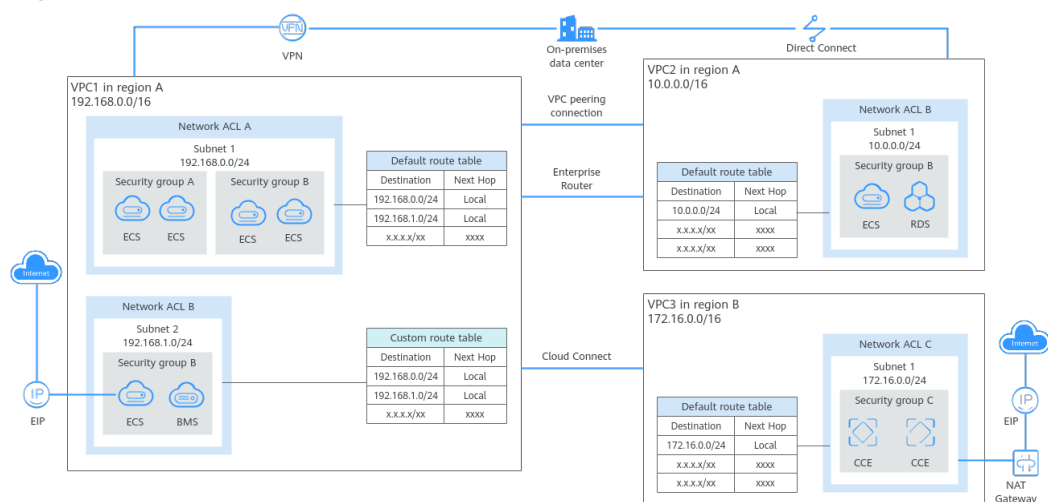 VPN
VPN
On-premises
data center
Direct Connect
VPC1 in region A
192.168.0.0/16
Network ACL A
Subnet 1
192.168.0.0/24
Security group A
ECS
ECS
Security group B
ECS
ECS
Default route table
Destination
Next Hop
192.168.0.0/24
Local
192.168.1.0/24
Local
x.x.x.x/xx
xxxx
VPC peering
connection
Enterprise
Router
VPC2 in region A
10.0.0.0/16
Default route table
Destination
Next Hop
10.0.0.0/24
Local
x.x.x.x/xx
xxxx
x.x.x.x/xx
xxxx
Network ACL B
Subnet 1
10.0.0.0/24
Security group B
ECS
RDS
Internet
IP
EIP
Network ACL B
Subnet 2
192.168.1.0/24
Security group B
ECS
BMS
Custom route table
Destination
Next Hop
192.168.0.0/24
Local
192.168.1.0/24
Local
x.x.x.x/xx
xxxx
Cloud Connect
VPC3 in region B
172.16.0.0/16
Default route table
Destination
Next Hop
172.16.0.0/24
Local
x.x.x.x/xx
xxxx
x.x.x.x/xx
xxxx
Network ACL C
Subnet 1
172.16.0.0/24
Security group C
CCE
CCE
Internet
IP
EIP
NAT
Gateway